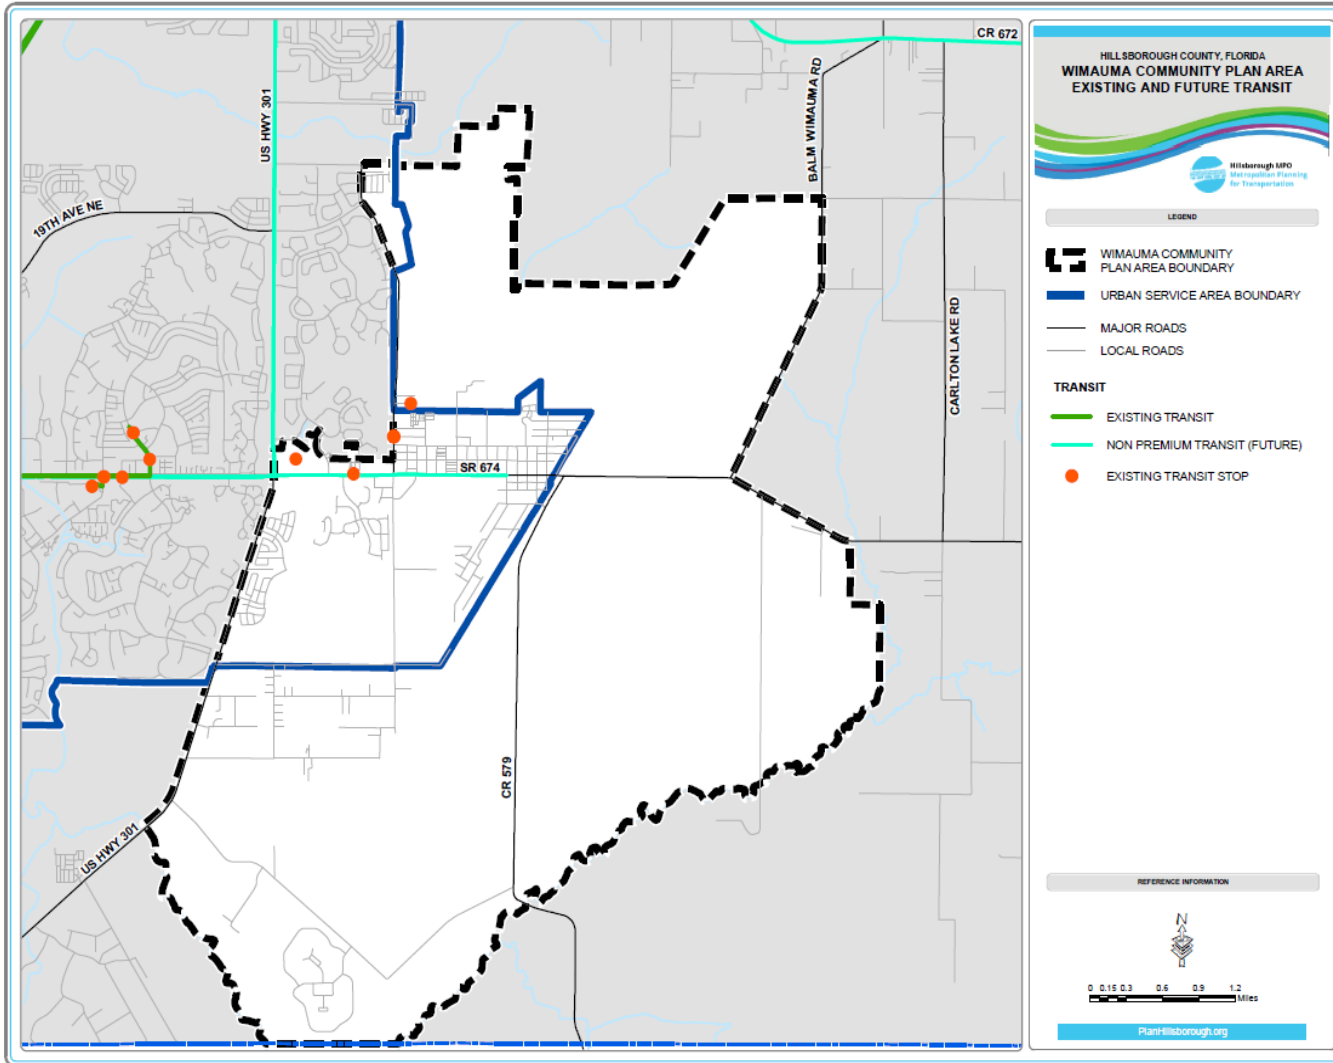 CR 672
US HWY 301
BALM WIMAUMA RD
19TH AVE NE
CARLTON LAKE RD
SR 674
CR 579
US HWY 301
HILLSBOROUGH COUNTY, FLORIDA
WIMAUMA COMMUNITY PLAN AREA
EXISTING AND FUTURE TRANSIT
Hillsborough MPO
Metropolitan Planning
for Transportation
LEGEND
WIMAUMA COMMUNITY
PLAN AREA BOUNDARY
URBAN SERVICE AREA BOUNDARY
MAJOR ROADS
LOCAL ROADS
TRANSIT
EXISTING TRANSIT
NON PREMIUM TRANSIT (FUTURE)
EXISTING TRANSIT STOP
REFERENCE INFORMATION
N
0 0.15 0.3 0.6 0.9 1.2
Miles
PlanHillsborough.org